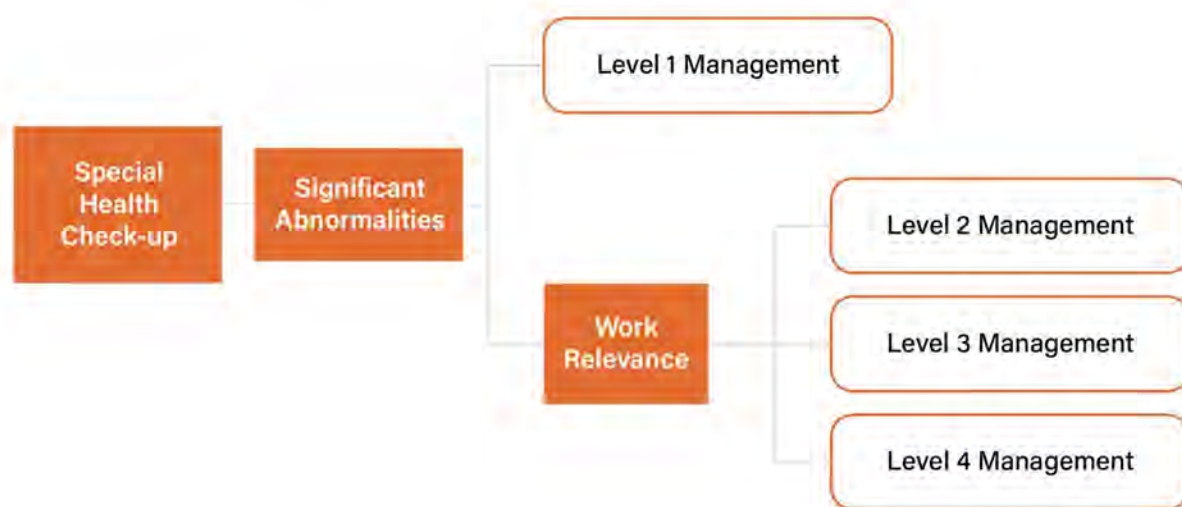 Special
Health
Check-up
Significant
Abnormalities
Level 1 Management
Work
Relevance
Level 2 Management
Level 3 Management
Level 4 Management